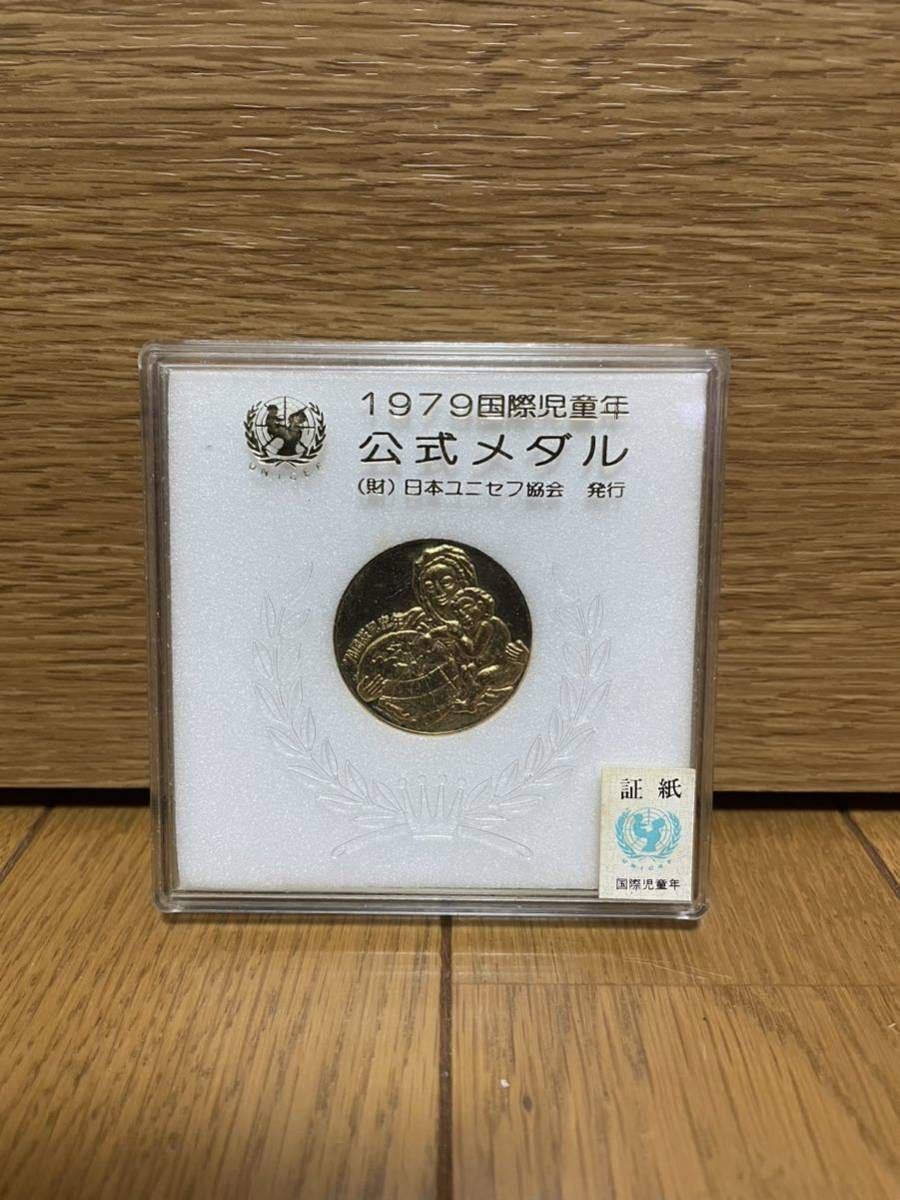 1979国際児童年
公式メダル
(財) 日本ユニセフ協会 発行
UNICEF
証紙
UNICEF
国際児童年